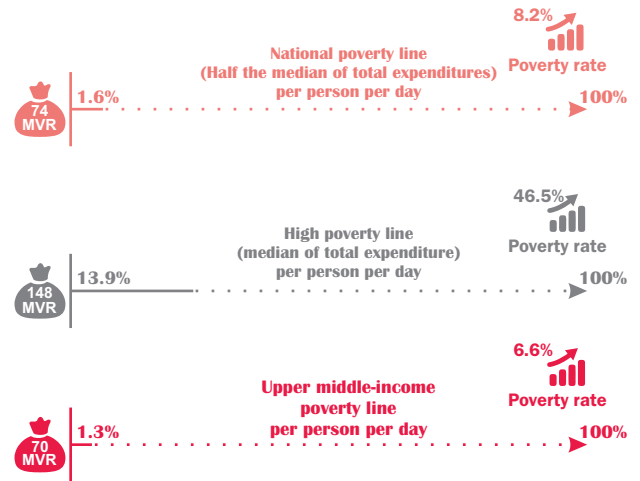 8.2%
National poverty line
(Half the median of total expenditures)
per person per day
Poverty rate
74
MVR
1.6%
100%
46.5%
High poverty line
(median of total expenditure)
per person per day
Poverty rate
148
MVR
13.9%
100%
6.6%
Upper middle-income
poverty line
per person per day
Poverty rate
70
MVR
1.3%
100%